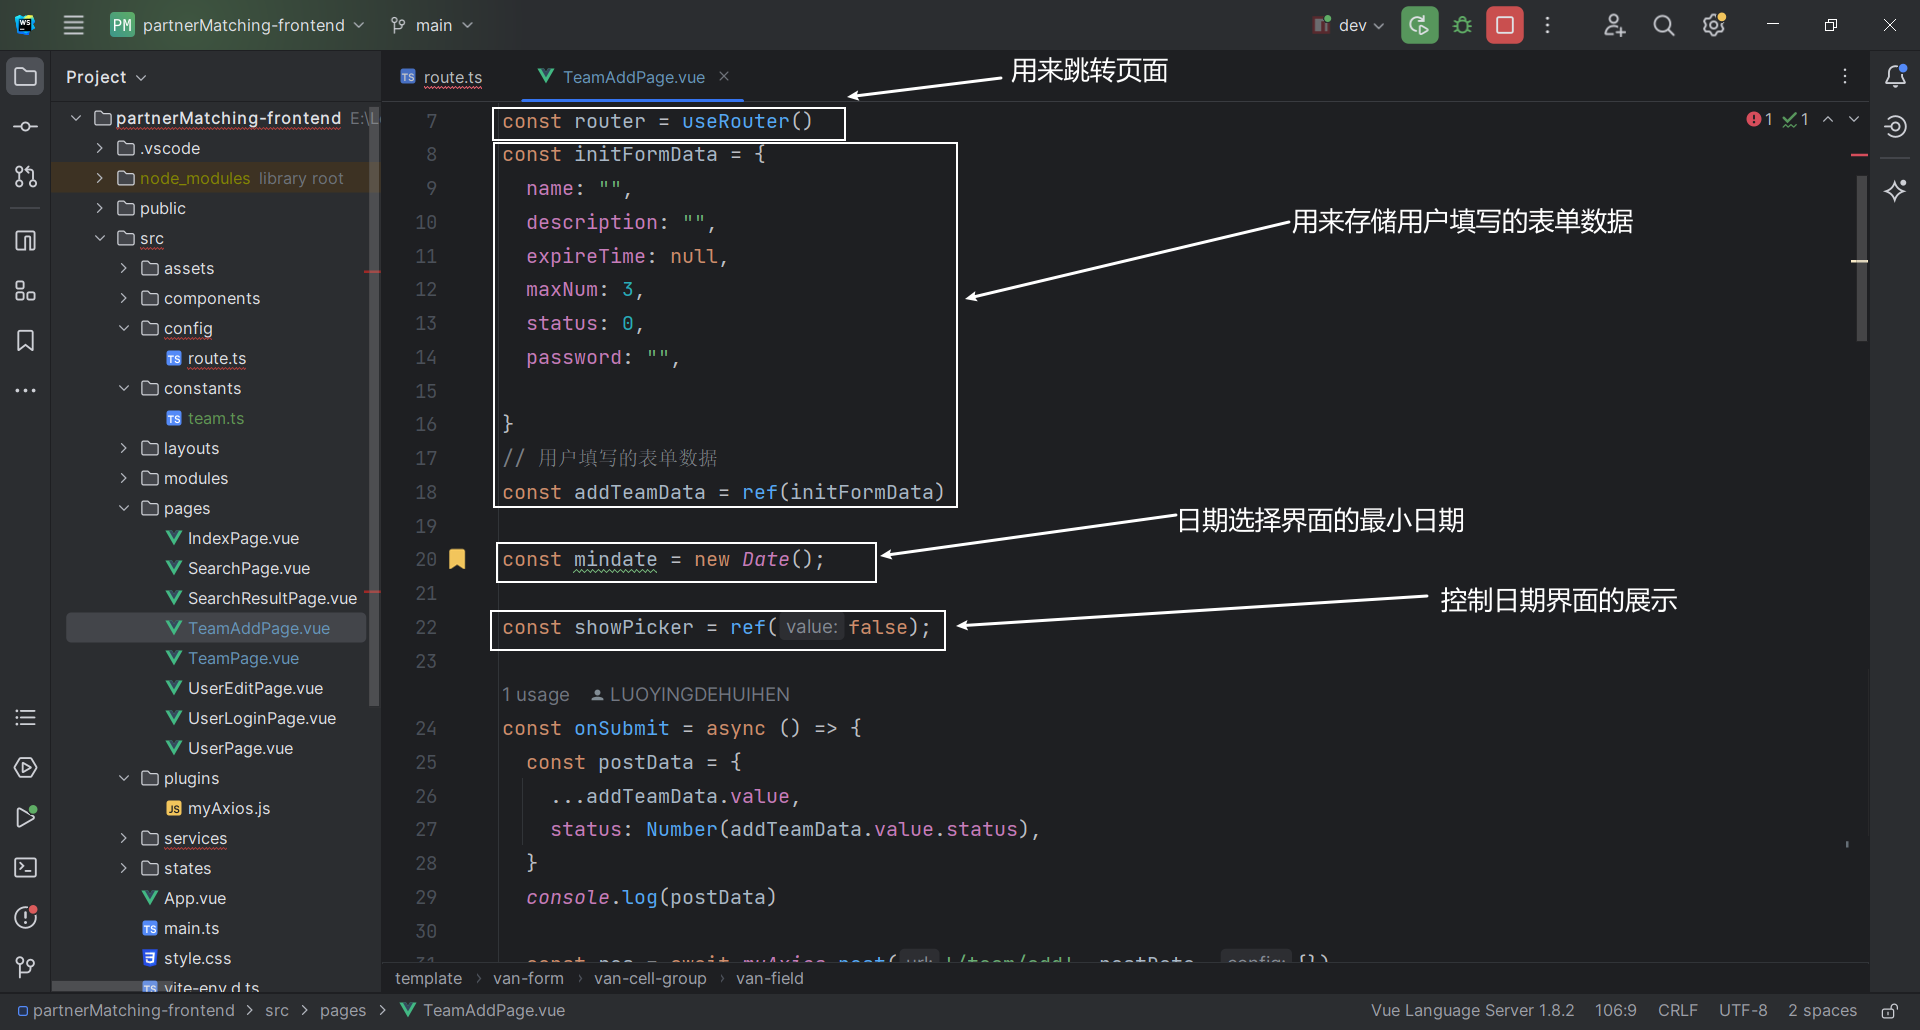 PM partnerMatching-frontend main dev
Project
route.ts TeamAddPage.vue
用来跳转页面
partnerMatching-frontend E:\L
.vscode
node_modules library root
public
src
assets
components
config
route.ts
constants
team.ts
layouts
modules
pages
IndexPage.vue
SearchPage.vue
SearchResultPage.vue
TeamAddPage.vue
TeamPage.vue
UserEditPage.vue
UserLoginPage.vue
UserPage.vue
plugins
myAxios.js
services
states
App.vue
main.ts
style.css
vite-env.d.ts
1 1
7 const router = useRouter()
8 const initFormData = {
9 name: "",
10 description: "",
用来存储用户填写的表单数据
11 expireTime: null,
12 maxNum: 3,
13 status: 0,
14 password: "",
15
16 }
17 // 用户填写的表单数据
18 const addTeamData = ref(initFormData)
19
日期选择界面的最小日期
20 const mindate = new Date();
21
控制日期界面的展示
22 const showPicker = ref( value: false);
23
1 usage LUOYINGDEHUIHEN
24 const onSubmit = async () => {
25 const postData = {
26 ...addTeamData.value,
27 status: Number(addTeamData.value.status),
28 }
29 console.log(postData)
30
31 const res = await myAxios.post( url: '/team/add', postData, config: {})
template > van-form > van-cell-group > van-field
partnerMatching-frontend > src > pages > TeamAddPage.vue
Vue Language Server 1.8.2 106:9 CRLF UTF-8 2 spaces